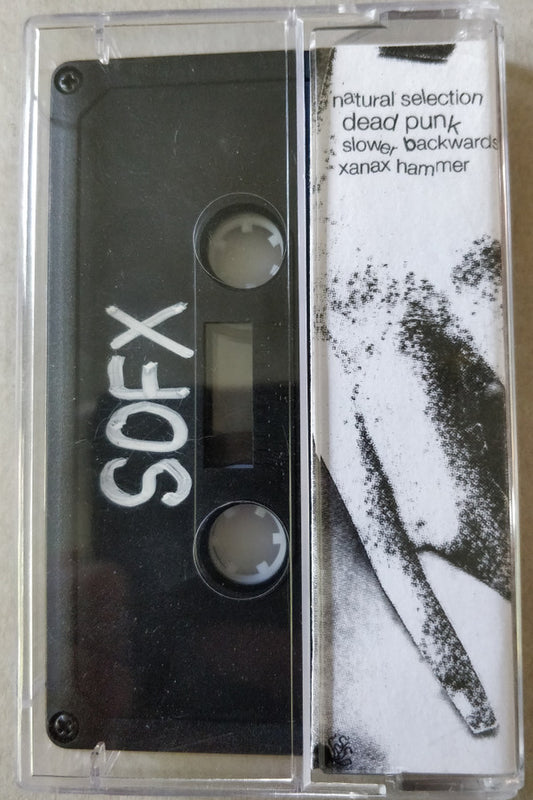 natural selection
dead punk
slower backwards
xanax hammer
SOFX